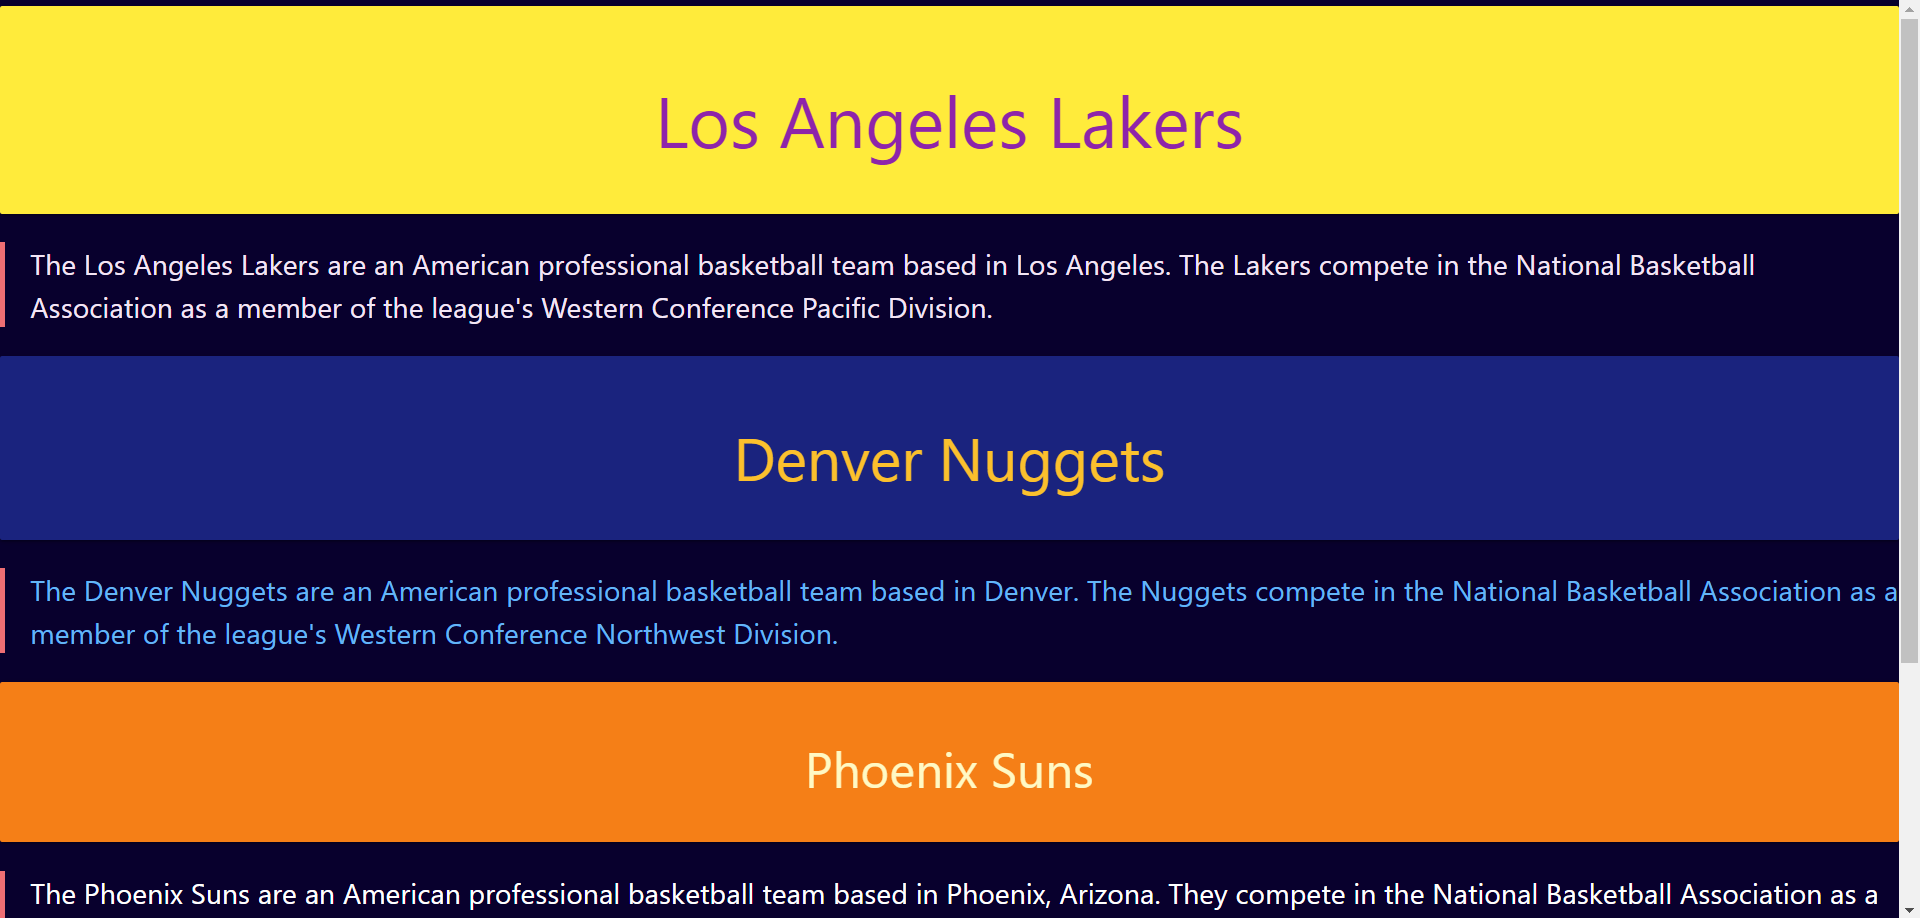 Los Angeles Lakers
The Los Angeles Lakers are an American professional basketball team based in Los Angeles. The Lakers compete in the National Basketball
Association as a member of the league's Western Conference Pacific Division.
Denver Nuggets
The Denver Nuggets are an American professional basketball team based in Denver. The Nuggets compete in the National Basketball Association as a
member of the league's Western Conference Northwest Division.
Phoenix Suns
The Phoenix Suns are an American professional basketball team based in Phoenix, Arizona. They compete in the National Basketball Association as a